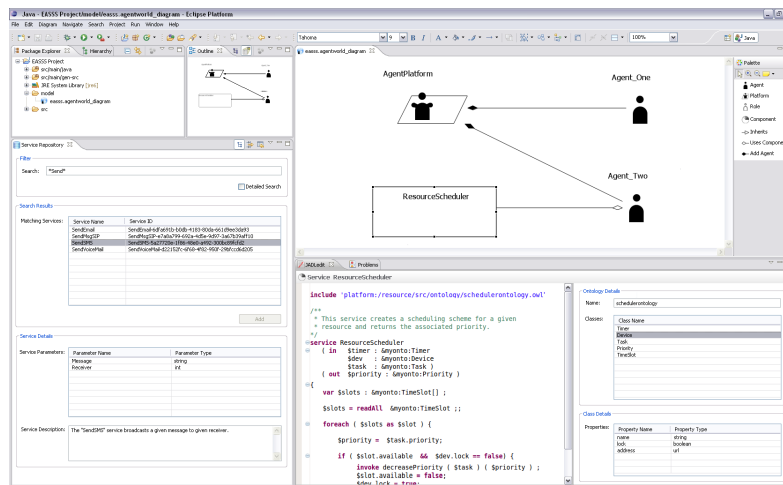 Java - EASSS Project/model/easss.agentworld_diagram - Eclipse Platform
File Edit Diagram Navigate Search Project Run Window Help
Tahoma 9 B I A 100% Java
Package Explorer Hierarchy
EASSS Project
src/main/java
src/main/gen-src
JRE System Library [jre6]
model
easss.agentworld_diagram
src
Outline
easss.agentworld_diagram
AgentPlatform
Agent_One
Agent_Two
ResourceScheduler
Palette
Agent
Platform
Role
Component
Inherits
Uses Compone
Add Agent
Service Repository
Filter
Search: *Send*
Detailed Search
Search Results
Matching Services:
Service Name Service ID
SendEmail
SendMsgSIP
SendSMS
SendVoiceMail
Add
Service Details
Service Parameters:
Parameter Name Parameter Type
Message string
Receiver int
Service Description: The "SendSMS" service broadcasts a given message to given receiver.
JADLedit Problems
Service ResourceScheduler
include 'platform:/resource/src/ontology/schedulerontology.owl'
/**
* This service creates a scheduling scheme for a given
* resource and returns the associated priority.
*/
service ResourceScheduler
( in $timer : &myonto:Timer
$dev : &myonto:Device
$task : &myonto:Task )
( out $priority : &myonto:Priority )
{
var $slots : &myonto:TimeSlot[] ;
$slots = readAll &myonto:TimeSlot ;;
foreach ( $slots as $slot ) {
$priority = $task.priority;
if ( $slot.available && $dev.lock == false) {
invoke decreasePriority ( $task ) ( $priority ) ;
$slot.available = false;
$dev.lock = true;
Ontology Details
Name: schedulerontology
Classes:
Class Name
Timer
Device
Task
Priority
TimeSlot
Class Details
Properties:
Property Name Property Type
name string
lock boolean
address url